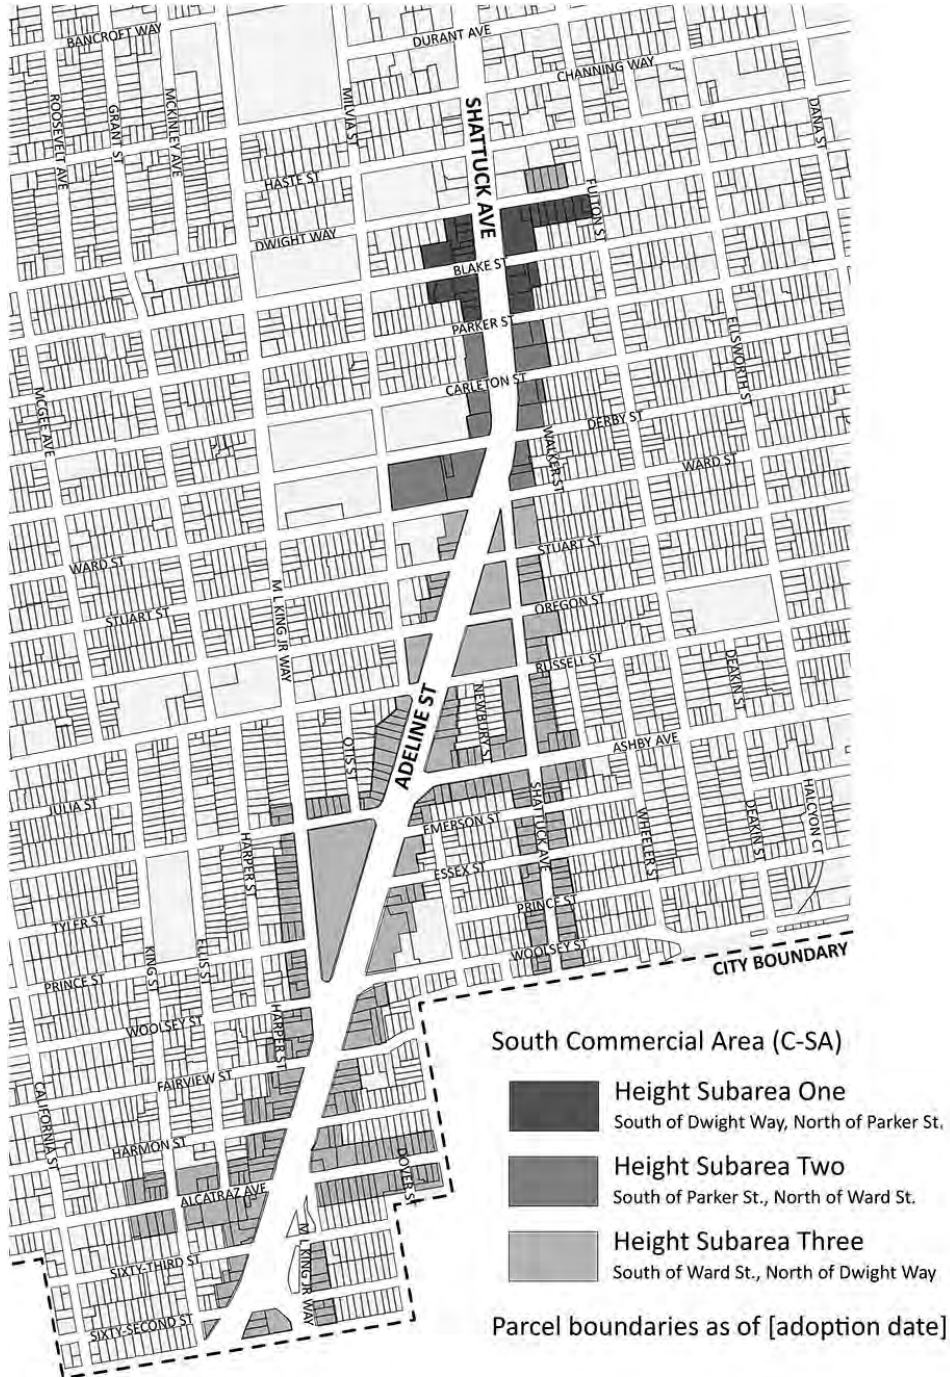 BANCROFT WAY
DURANT AVE
CHANNING WAY
ROOSEVELT AVE
GRANT ST
MCKINLEY AVE
MILVIA ST
SHATTUCK AVE
DANA ST
HASTE ST
FULTON ST
DWIGHT WAY
BLAKE ST
PARKER ST
ELLSWORTH ST
MCGEE AVE
CARLETON ST
DERBY ST
WALKER ST
WARD ST
STUART ST
WARD ST
OREGON ST
STUART ST
M L KING JR WAY
RUSSELL ST
DEAKIN ST
NEWBURY ST
ADELINE ST
OTIS ST
ASHBY AVE
JULIA ST
SHATTUCK AVE
EMERSON ST
WHEELER ST
DEAKIN ST
HALCYON CT
HARPER ST
ESSEX ST
PRINCE ST
TYLER ST
KING ST
ELLIS ST
WOOLSEY ST
CITY BOUNDARY
PRINCE ST
WOOLSEY ST
HARPER ST
FAIRVIEW ST
CALIFORNIA ST
HARMON ST
DOVER ST
ALCATRAZ AVE
SIXTY-THIRD ST
M L KING JR WAY
SIXTY-SECOND ST
South Commercial Area (C-SA)
Height Subarea One
South of Dwight Way, North of Parker St.
Height Subarea Two
South of Parker St., North of Ward St.
Height Subarea Three
South of Ward St., North of Dwight Way
Parcel boundaries as of [adoption date]